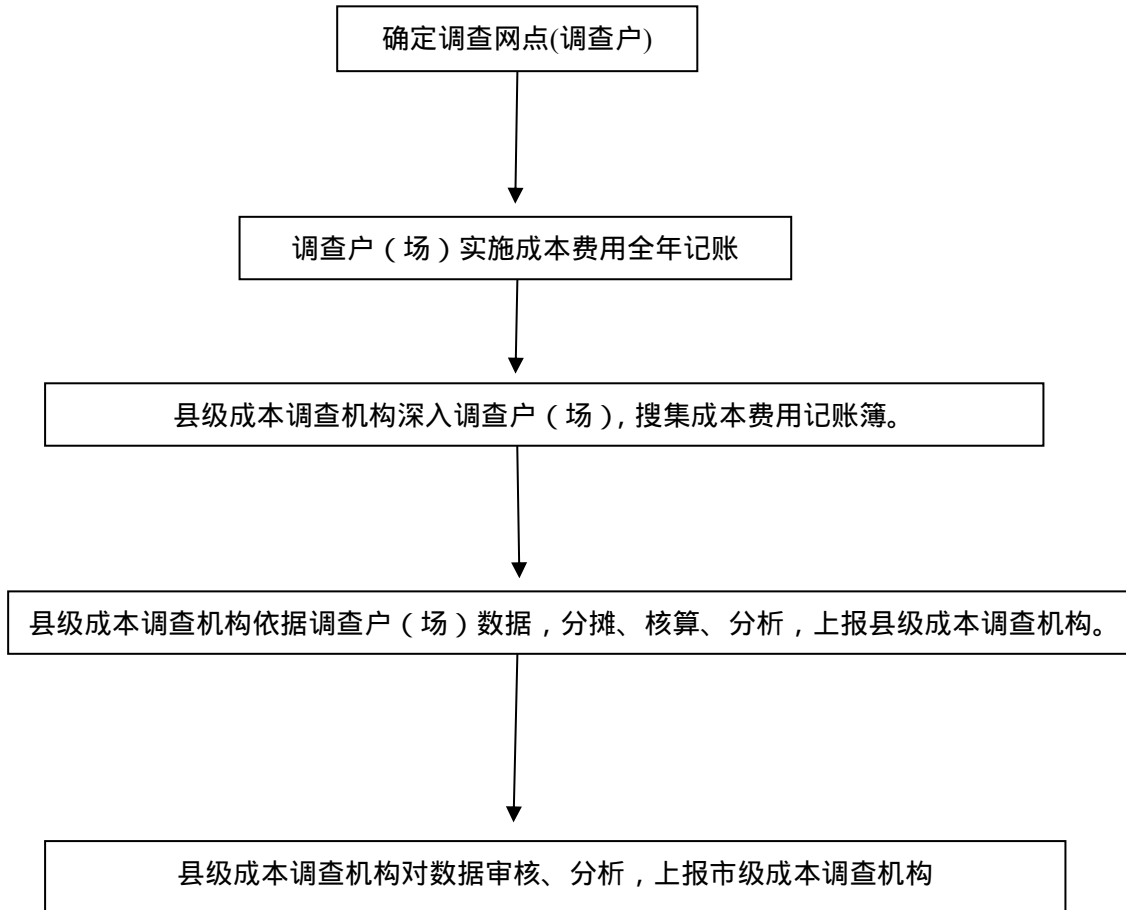 确定调查网点(调查户)
调查户（场）实施成本费用全年记账
县级成本调查机构深入调查户（场），搜集成本费用记账簿。
县级成本调查机构依据调查户（场）数据，分摊、核算、分析，上报县级成本调查机构。
县级成本调查机构对数据审核、分析，上报市级成本调查机构